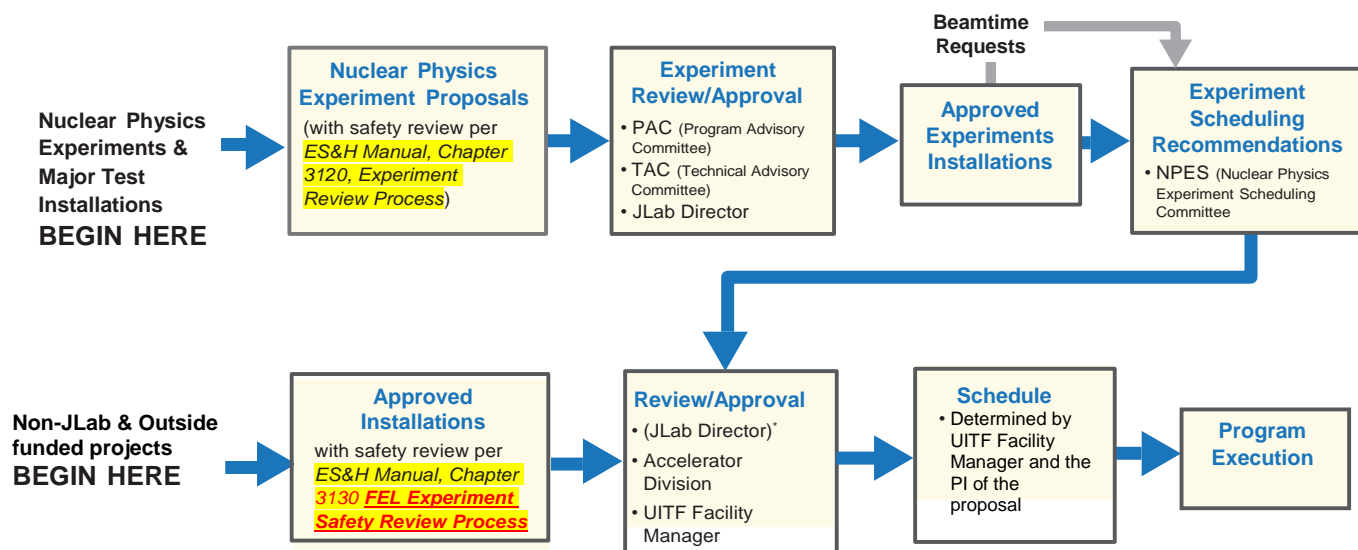 Beamtime
Requests
Nuclear Physics
Experiments &
Major Test
Installations
BEGIN HERE
Nuclear Physics
Experiment Proposals
(with safety review per
ES&H Manual, Chapter
3120, Experiment
Review Process)
Experiment
Review/Approval
• PAC (Program Advisory
Committee)
• TAC (Technical Advisory
Committee)
• JLab Director
Approved
Experiments
Installations
Experiment
Scheduling
Recommendations
• NPES (Nuclear Physics
Experiment Scheduling
Committee
Non-JLab & Outside
funded projects
BEGIN HERE
Approved
Installations
with safety review per
ES&H Manual, Chapter
3130 FEL Experiment
Safety Review Process
Review/Approval
• (JLab Director)*
• Accelerator
Division
• UITF Facility
Manager
Schedule
• Determined by
UITF Facility
Manager and the
PI of the
proposal
Program
Execution